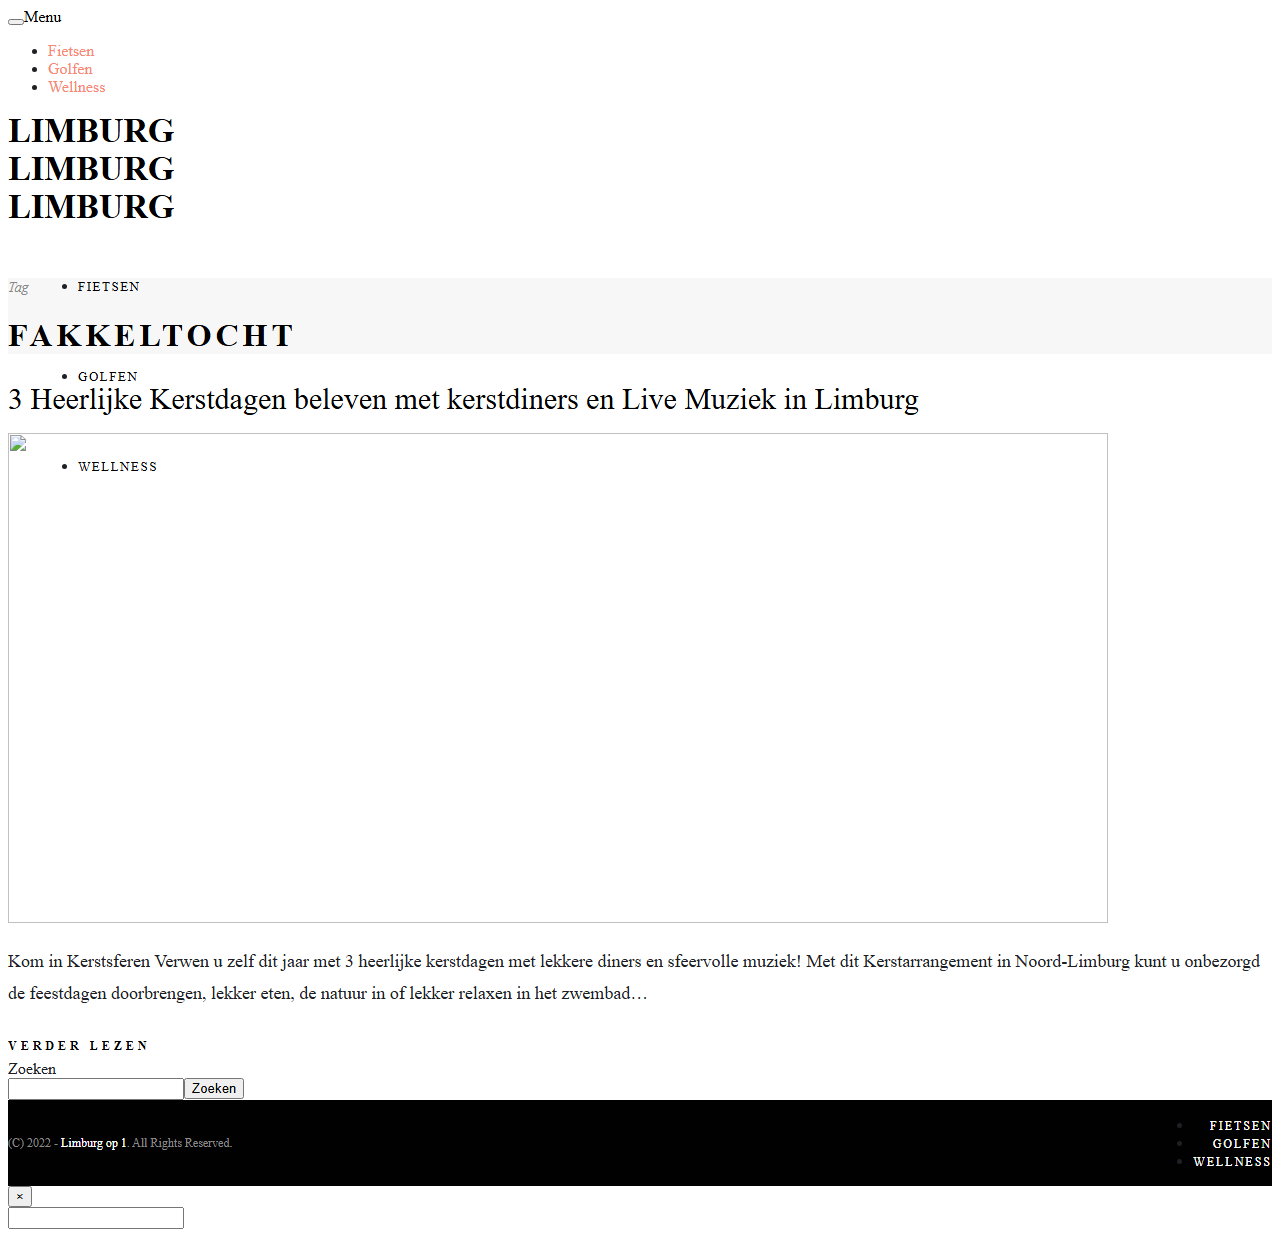 Menu
Fietsen
Golfen
Wellness
LIMBURG
LIMBURG
LIMBURG
FIETSEN
Tag
FAKKELTOCHT
GOLFEN
3 Heerlijke Kerstdagen beleven met kerstdiners en Live Muziek in Limburg
WELLNESS
Kom in Kerstsferen Verwen u zelf dit jaar met 3 heerlijke kerstdagen met lekkere diners en sfeervolle muziek! Met dit Kerstarrangement in Noord-Limburg kunt u onbezorgd
de feestdagen doorbrengen, lekker eten, de natuur in of lekker relaxen in het zwembad…
VERDER LEZEN
Zoeken
Zoeken
FIETSEN
(C) 2022 - Limburg op 1. All Rights Reserved.
GOLFEN
WELLNESS
×